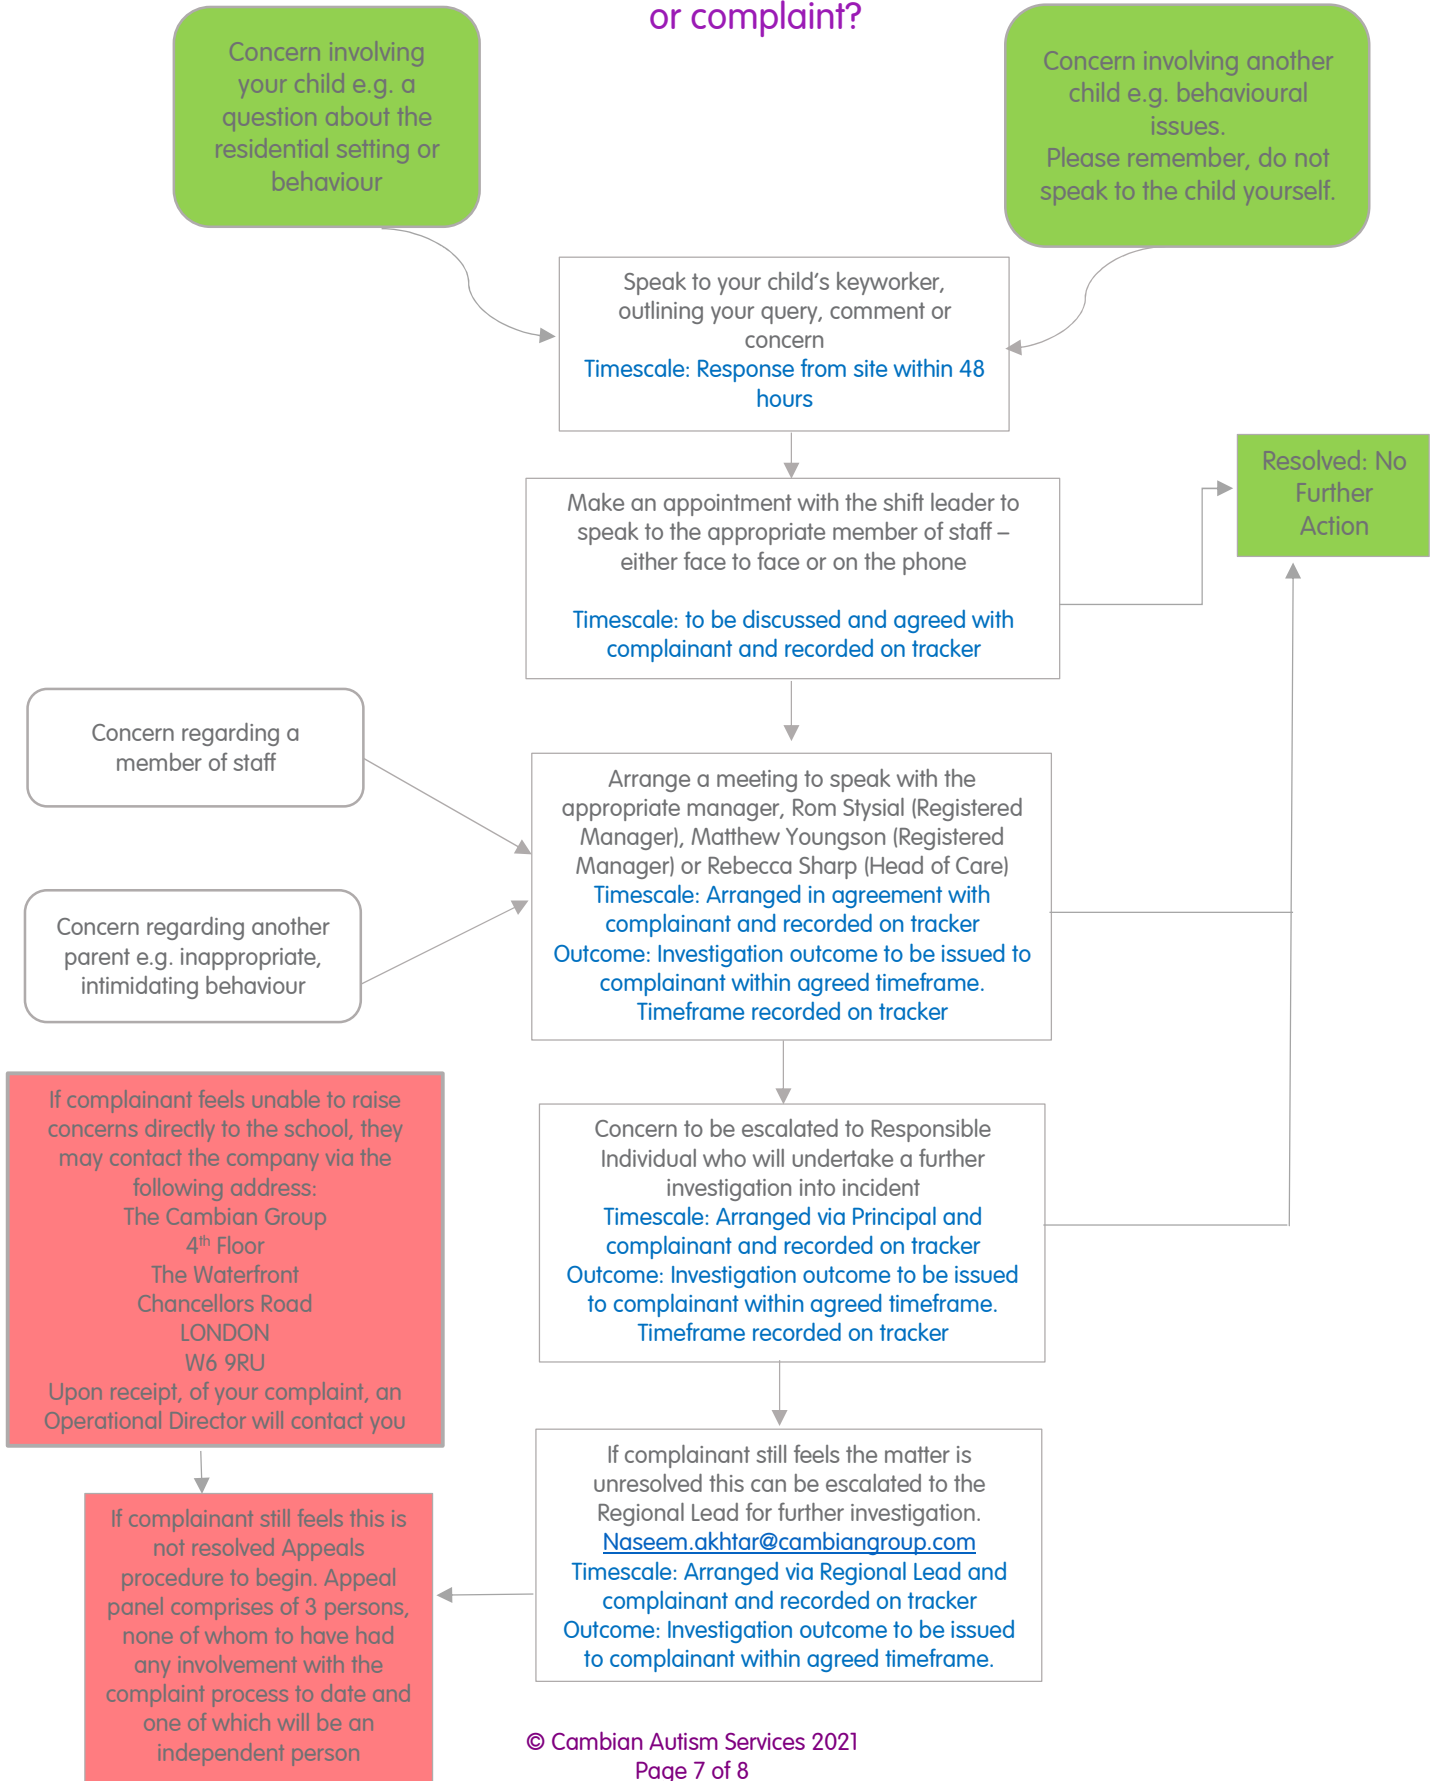 or complaint?
Concern involving
your child e.g. a
question about the
residential setting or
behaviour
Concern involving another
child e.g. behavioural
issues.
Please remember, do not
speak to the child yourself.
Speak to your child's keyworker,
outlining your query, comment or
concern
Timescale: Response from site within 48
hours
Resolved: No
Further
Action
Make an appointment with the shift leader to
speak to the appropriate member of staff –
either face to face or on the phone
Timescale: to be discussed and agreed with
complainant and recorded on tracker
Concern regarding a
member of staff
Arrange a meeting to speak with the
appropriate manager, Rom Stysial (Registered
Manager), Matthew Youngson (Registered
Manager) or Rebecca Sharp (Head of Care)
Timescale: Arranged in agreement with
complainant and recorded on tracker
Outcome: Investigation outcome to be issued to
complainant within agreed timeframe.
Timeframe recorded on tracker
Concern regarding another
parent e.g. inappropriate,
intimidating behaviour
If complainant feels unable to raise
concerns directly to the school, they
may contact the company via the
following address:
The Cambian Group
4th Floor
The Waterfront
Chancellors Road
LONDON
W6 9RU
Upon receipt, of your complaint, an
Operational Director will contact you
Concern to be escalated to Responsible
Individual who will undertake a further
investigation into incident
Timescale: Arranged via Principal and
complainant and recorded on tracker
Outcome: Investigation outcome to be issued
to complainant within agreed timeframe.
Timeframe recorded on tracker
If complainant still feels the matter is
unresolved this can be escalated to the
Regional Lead for further investigation.
Naseem.akhtar@cambiangroup.com
Timescale: Arranged via Regional Lead and
complainant and recorded on tracker
Outcome: Investigation outcome to be issued
to complainant within agreed timeframe.
If complainant still feels this is
not resolved Appeals
procedure to begin. Appeal
panel comprises of 3 persons,
none of whom to have had
any involvement with the
complaint process to date and
one of which will be an
independent person
© Cambian Autism Services 2021
Page 7 of 8